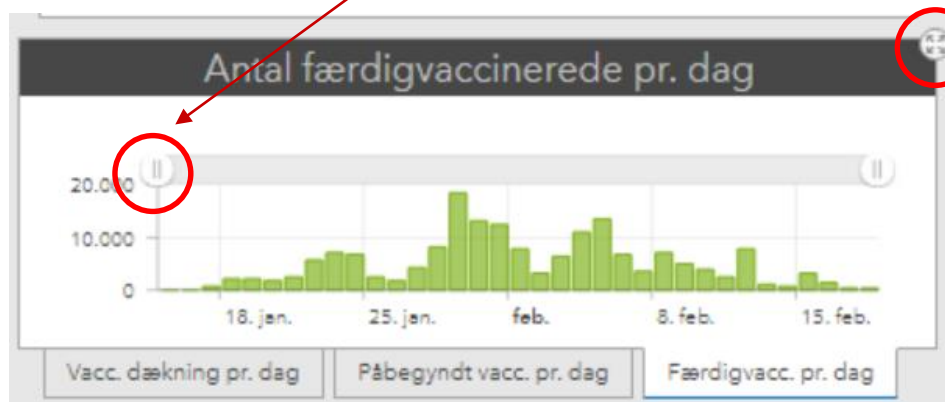 Antal færdigvaccinerede pr. dag
20.000
10.000
0
18. jan. 25. jan. feb. 8. feb. 15. feb.
Vacc. dækning pr. dag Påbegyndt vacc. pr. dag Færdigvacc. pr. dag